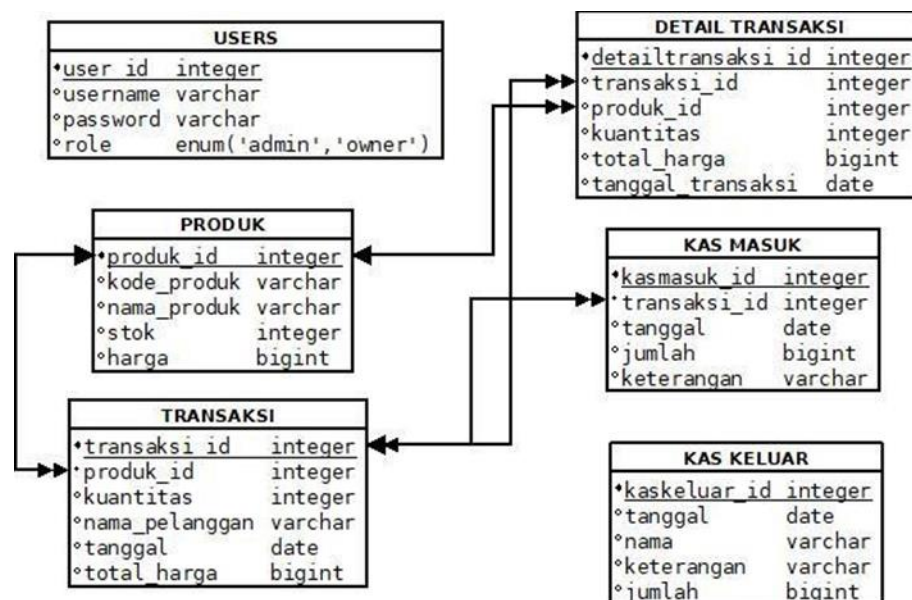 USERS
user_id integer
username varchar
password varchar
role enum('admin','owner')
DETAIL TRANSAKSI
detailtransaksi_id integer
transaksi_id integer
produk_id integer
kuantitas integer
total_harga bigint
tanggal_transaksi date
PRODUK
produk_id integer
kode_produk varchar
nama_produk varchar
stok integer
harga bigint
KAS MASUK
kasmasuk_id integer
transaksi_id integer
tanggal date
jumlah bigint
keterangan varchar
TRANSAKSI
transaksi_id integer
produk_id integer
kuantitas integer
nama_pelanggan varchar
tanggal date
total_harga bigint
KAS KELUAR
kaskeluar_id integer
tanggal date
nama varchar
keterangan varchar
jumlah bigint